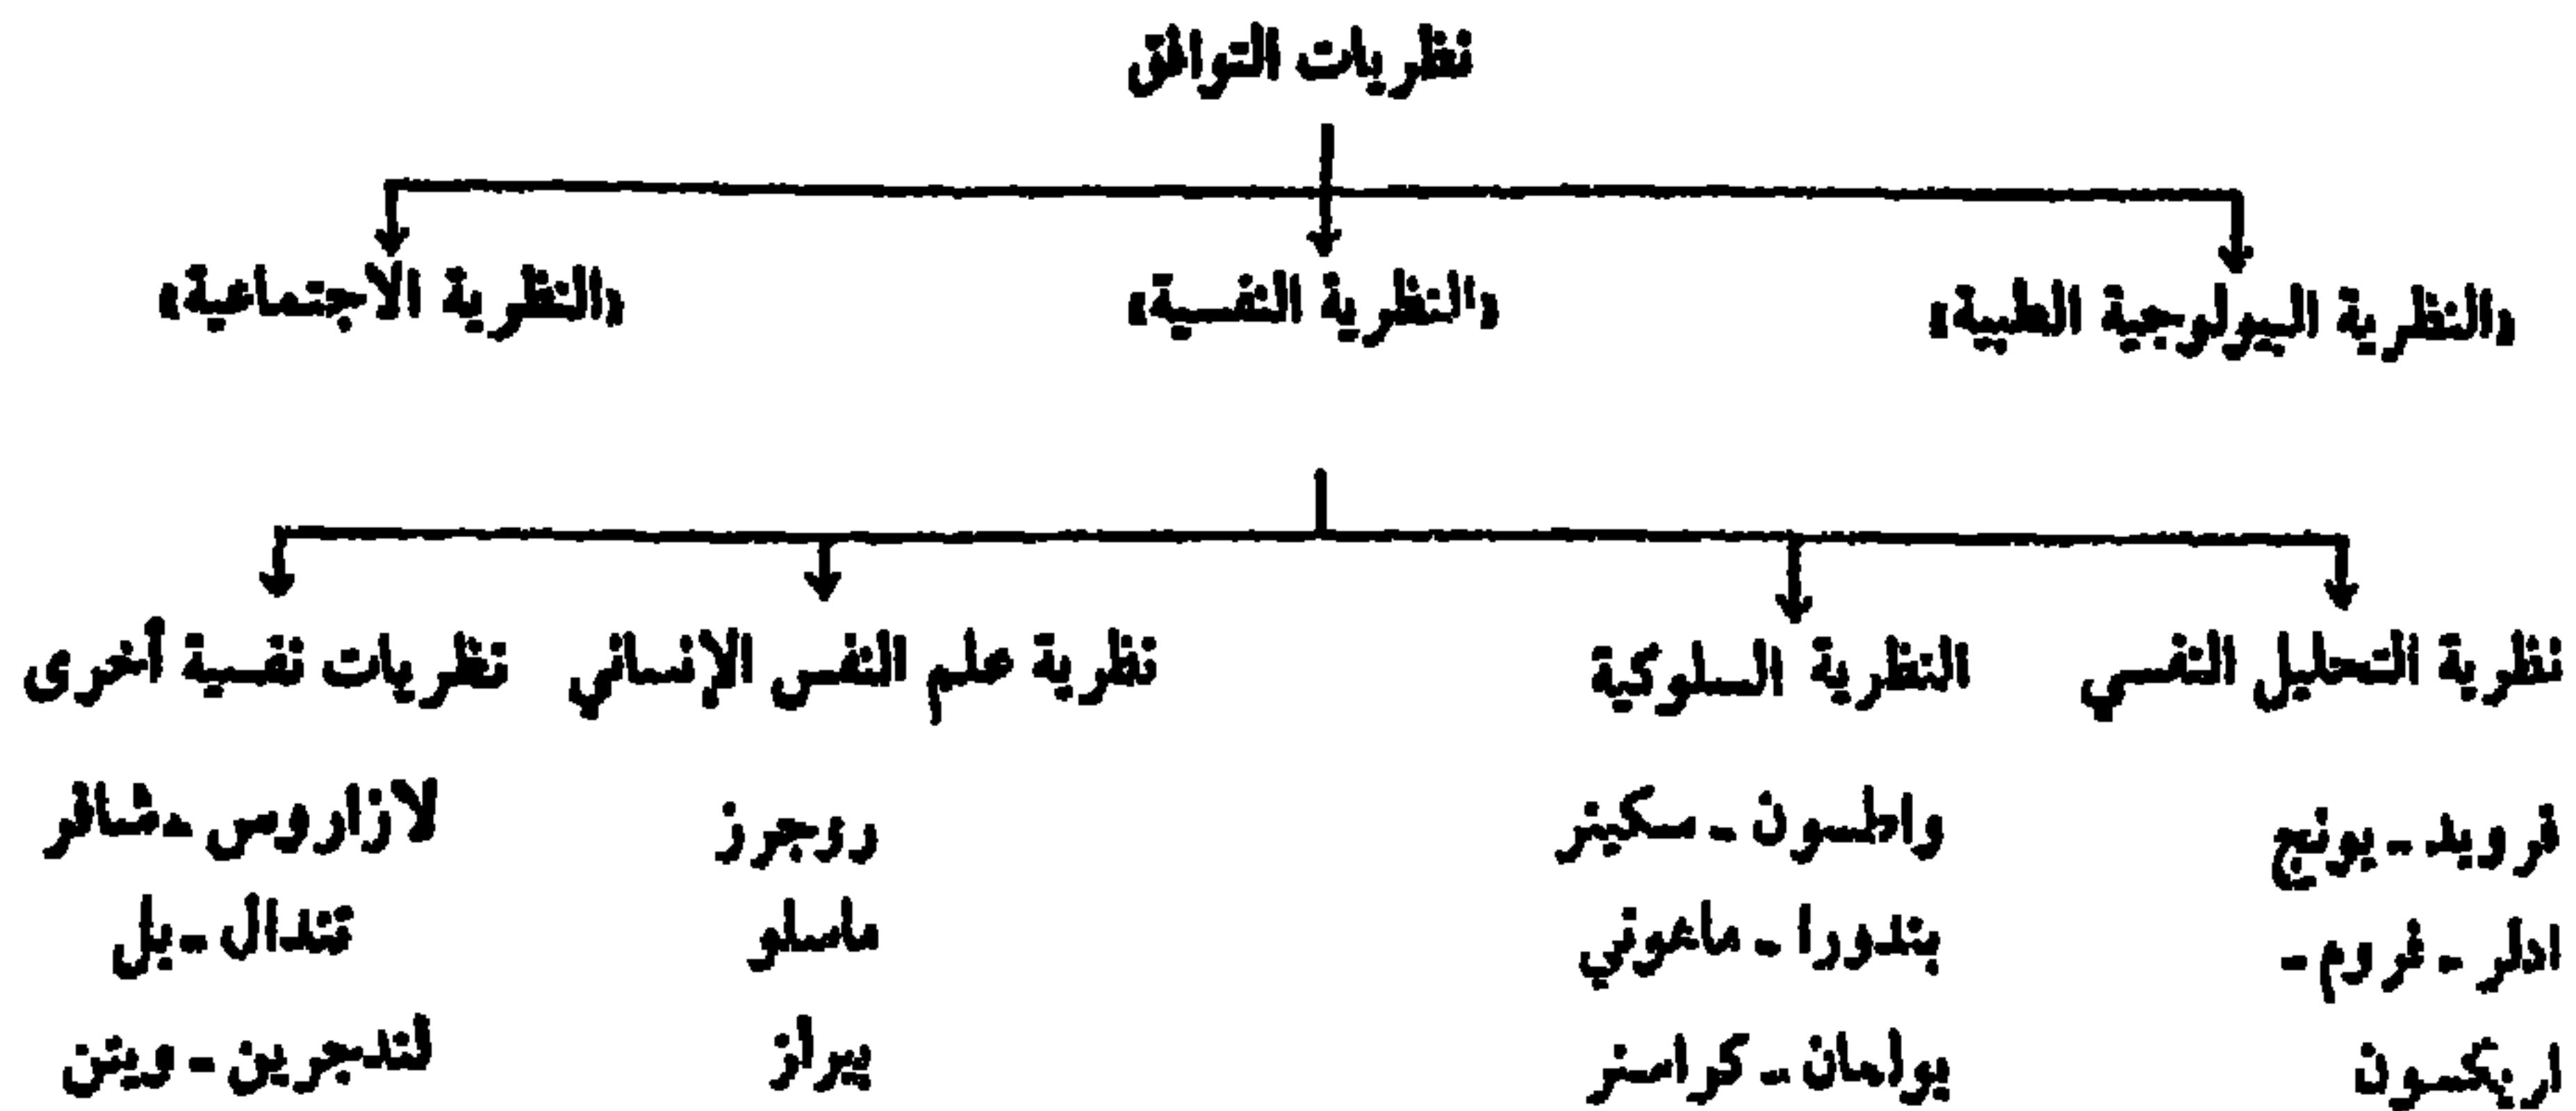 نظريات التوافق
«النظرية البيولوجية الطبية» «النظرية النفسية» «النظرية الاجتماعية»
نظرية التحليل النفسي النظرية السلوكية نظرية علم النفس الإنساني نظريات نفسية أخرى
فرويد - يونج واطسون - سكينر روجرز لازاروس - شافر
ادلر - فروم - بندورا - ماهوني ماسلو تندال - بل
اريكسون يولمان - كراسنر بيرلز لندجرين - ويتن